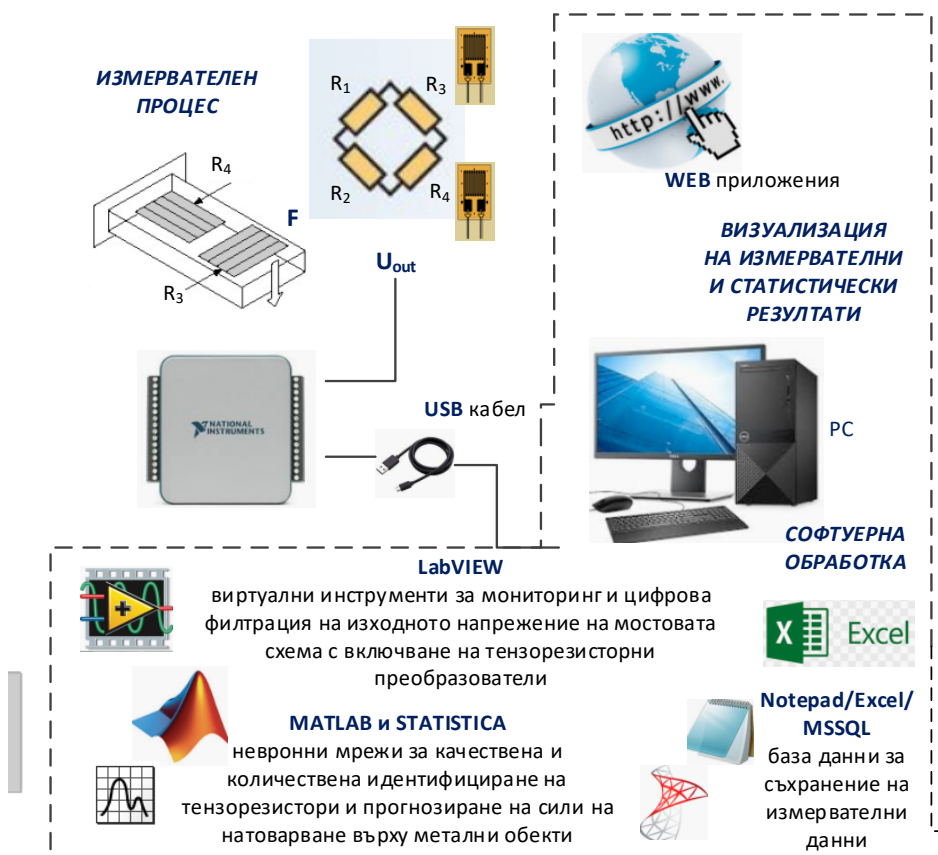 ИЗМЕРВАТЕЛЕН
ПРОЦЕС
R1
R3
R2
R4
R4
F
R3
Uout
NATIONAL
INSTRUMENTS
USB кабел
http://www.
WEB приложения
ВИЗУАЛИЗАЦИЯ
НА ИЗМЕРВАТЕЛНИ
И СТАТИСТИЧЕСКИ
РЕЗУЛТАТИ
PC
СОФТУЕРНА
ОБРАБОТКА
LabVIEW
виртуални инструменти за мониторинг и цифрова
филтрация на изходното напрежение на мостовата
схема с включване на тензорезисторни
преобразователи
X Excel
MATLAB и STATISTICA
невронни мрежи за качествена и
количествена идентифициране на
тензорезистори и прогнозиране на сили на
натоварване върху метални обекти
Notepad/Excel/
MSSQL
база данни за
съхранение на
измервателни
данни